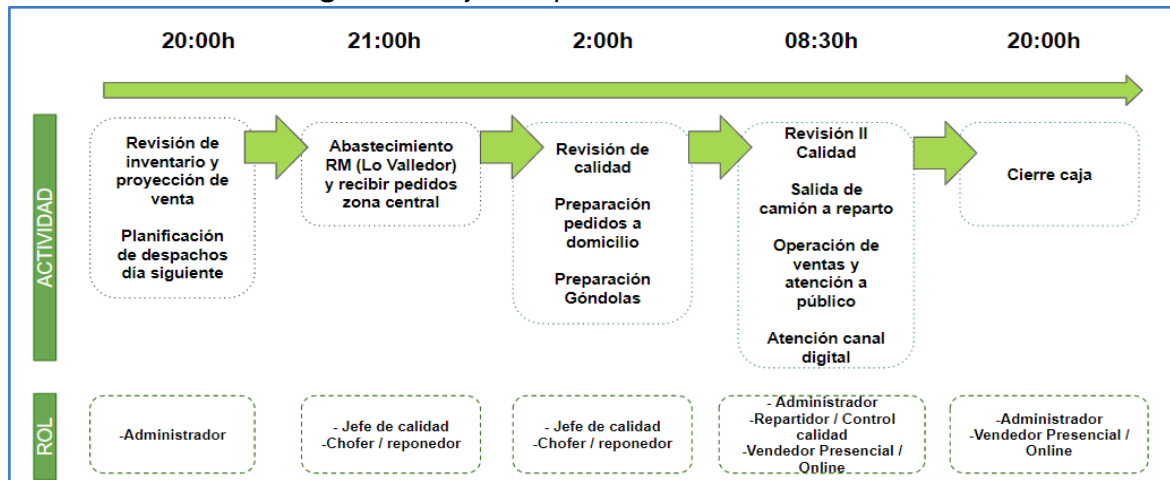 20:00h
21:00h
2:00h
08:30h
20:00h
ACTIVIDAD
Revisión de
inventario y
proyección de
venta
Planificación
de despachos
día siguiente
Abastecimiento
RM (Lo Valledor)
y recibir pedidos
zona central
Revisión de
calidad
Preparación
pedidos a
domicilio
Preparación
Góndolas
Revisión II
Calidad
Salida de
camión a reparto
Operación de
ventas y
atención a
público
Atención canal
digital
Cierre caja
ROL
-Administrador
- Jefe de calidad
-Chofer / reponedor
- Jefe de calidad
-Chofer / reponedor
- Administrador
-Repartidor / Control
calidad
-Vendedor Presencial /
Online
-Administrador
-Vendedor Presencial /
Online